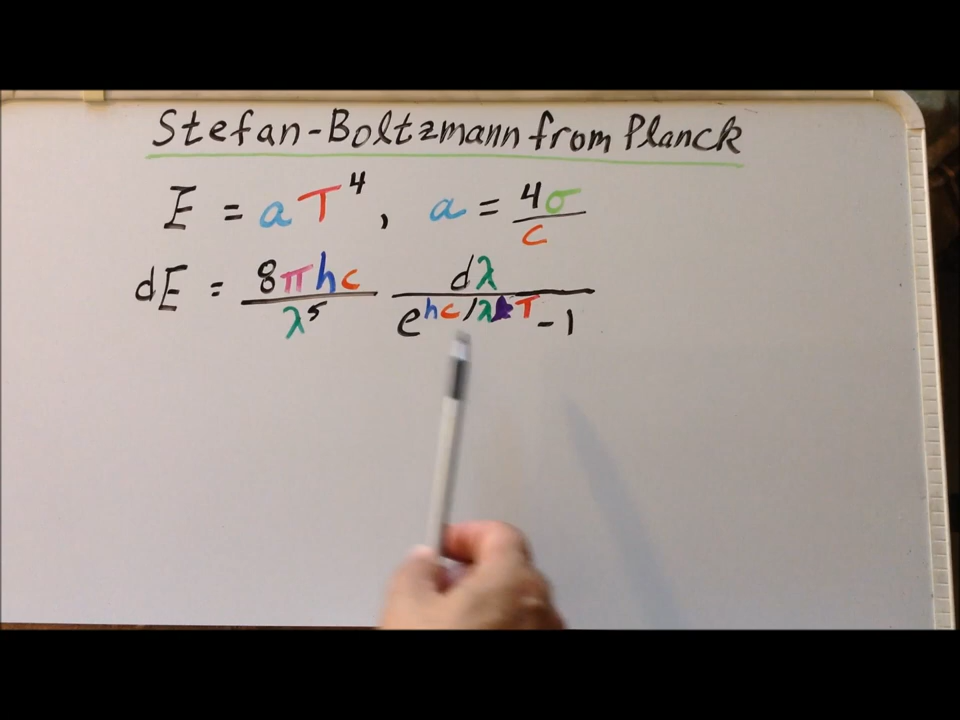 Stefan-Boltzmann from Planck
E = aT⁴, a = 4σ/c
dE = 8πhc/λ⁵ dλ/(e^(hc/λkT) - 1)